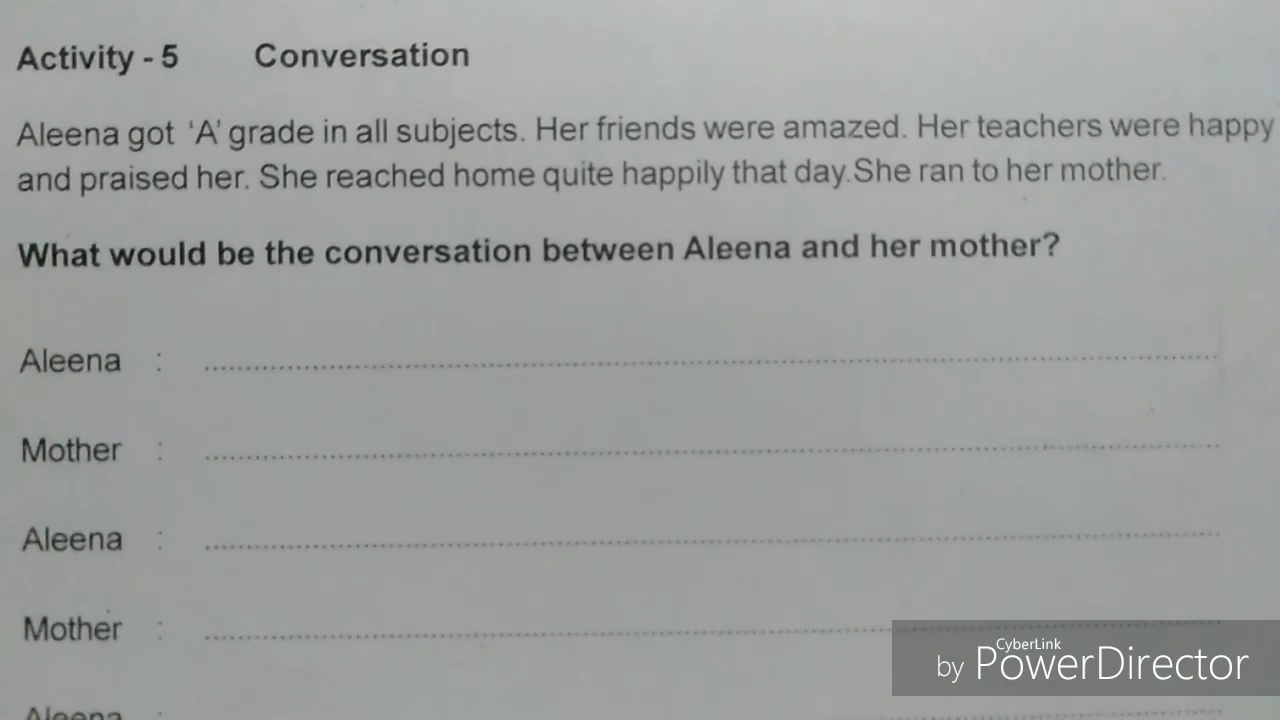 Activity - 5 Conversation
Aleena got 'A' grade in all subjects. Her friends were amazed. Her teachers were happy
and praised her. She reached home quite happily that day.She ran to her mother.
What would be the conversation between Aleena and her mother?
Aleena : ........................................................................
Mother : ........................................................................
Aleena : ........................................................................
Mother : ........................................................................
Aleena :
CyberLink
by PowerDirector